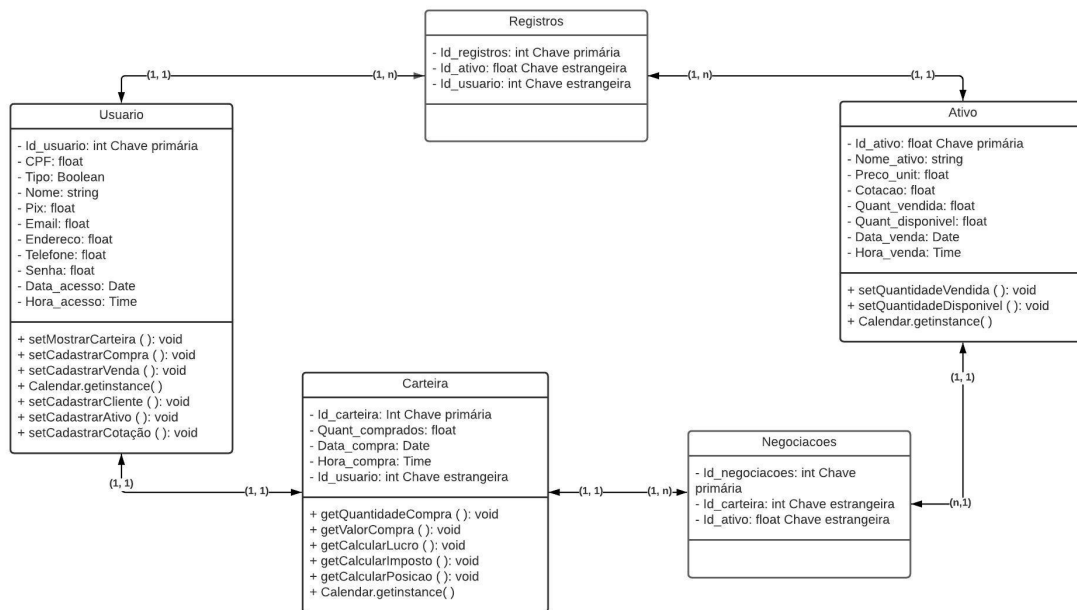 Registros
- Id_registros: int Chave primária
- Id_ativo: float Chave estrangeira
- Id_usuario: int Chave estrangeira
(1, 1)
(1, n)
(1, n)
(1, 1)
Usuario
- Id_usuario: int Chave primária
- CPF: float
- Tipo: Boolean
- Nome: string
- Pix: float
- Email: float
- Endereco: float
- Telefone: float
- Senha: float
- Data_acesso: Date
- Hora_acesso: Time
+ setMostrarCarteira ( ): void
+ setCadastrarCompra ( ): void
+ setCadastrarVenda ( ): void
+ Calendar.getinstance( )
+ setCadastrarCliente ( ): void
+ setCadastrarAtivo ( ): void
+ setCadastrarCotação ( ): void
Ativo
- Id_ativo: float Chave primária
- Nome_ativo: string
- Preco_unit: float
- Cotacao: float
- Quant_vendida: float
- Quant_disponivel: float
- Data_venda: Date
- Hora_venda: Time
+ setQuantidadeVendida ( ): void
+ setQuantidadeDisponivel ( ): void
+ Calendar.getinstance( )
(1, 1)
(1, 1)
Carteira
- Id_carteira: Int Chave primária
- Quant_comprados: float
- Data_compra: Date
- Hora_compra: Time
- Id_usuario: int Chave estrangeira
+ getQuantidadeCompra ( ): void
+ getValorCompra ( ): void
+ getCalcularLucro ( ): void
+ getCalcularImposto ( ): void
+ getCalcularPosicao ( ): void
+ Calendar.getinstance( )
(1, 1)
(1, n)
Negociacoes
- Id_negociacoes: int Chave
primária
- Id_carteira: int Chave estrangeira
- Id_ativo: float Chave estrangeira
(1, 1)
(n,1)